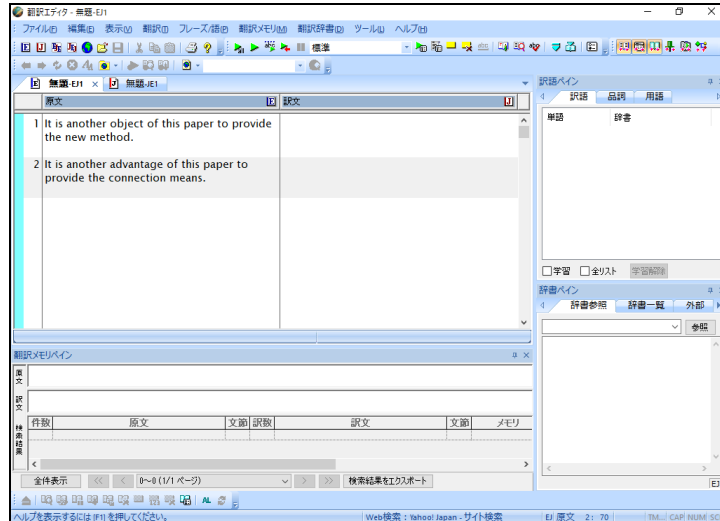 翻訳エディタ - 無題-EJ1
ファイル(F) 編集(E) 表示(V) 翻訳(T) フレーズ/語(P) 翻訳メモリ(M) 翻訳辞書(D) ツール(L) ヘルプ(H)
標準
無題-EJ1 × 無題-JE1
原文 E 訳文 J
1 It is another object of this paper to provide
the new method.
2 It is another advantage of this paper to
provide the connection means.
訳語ペイン
訳語 品詞 用語
単語 辞書
学習 全リスト 学習解除
辞書ペイン
辞書参照 辞書一覧 外部
参照
EJ
翻訳メモリペイン
原文
訳文
検索結果
件数 原文 文節 訳数 訳文 文節 メモリ
全件表示 << < 0～0 (1/1 ページ) > >> 検索結果をエクスポート
AL
ヘルプを表示するには [F1] を押してください。 Web検索 : Yahoo! Japan - サイト検索 EJ 原文 2: 70 TM... CAP NUM SC